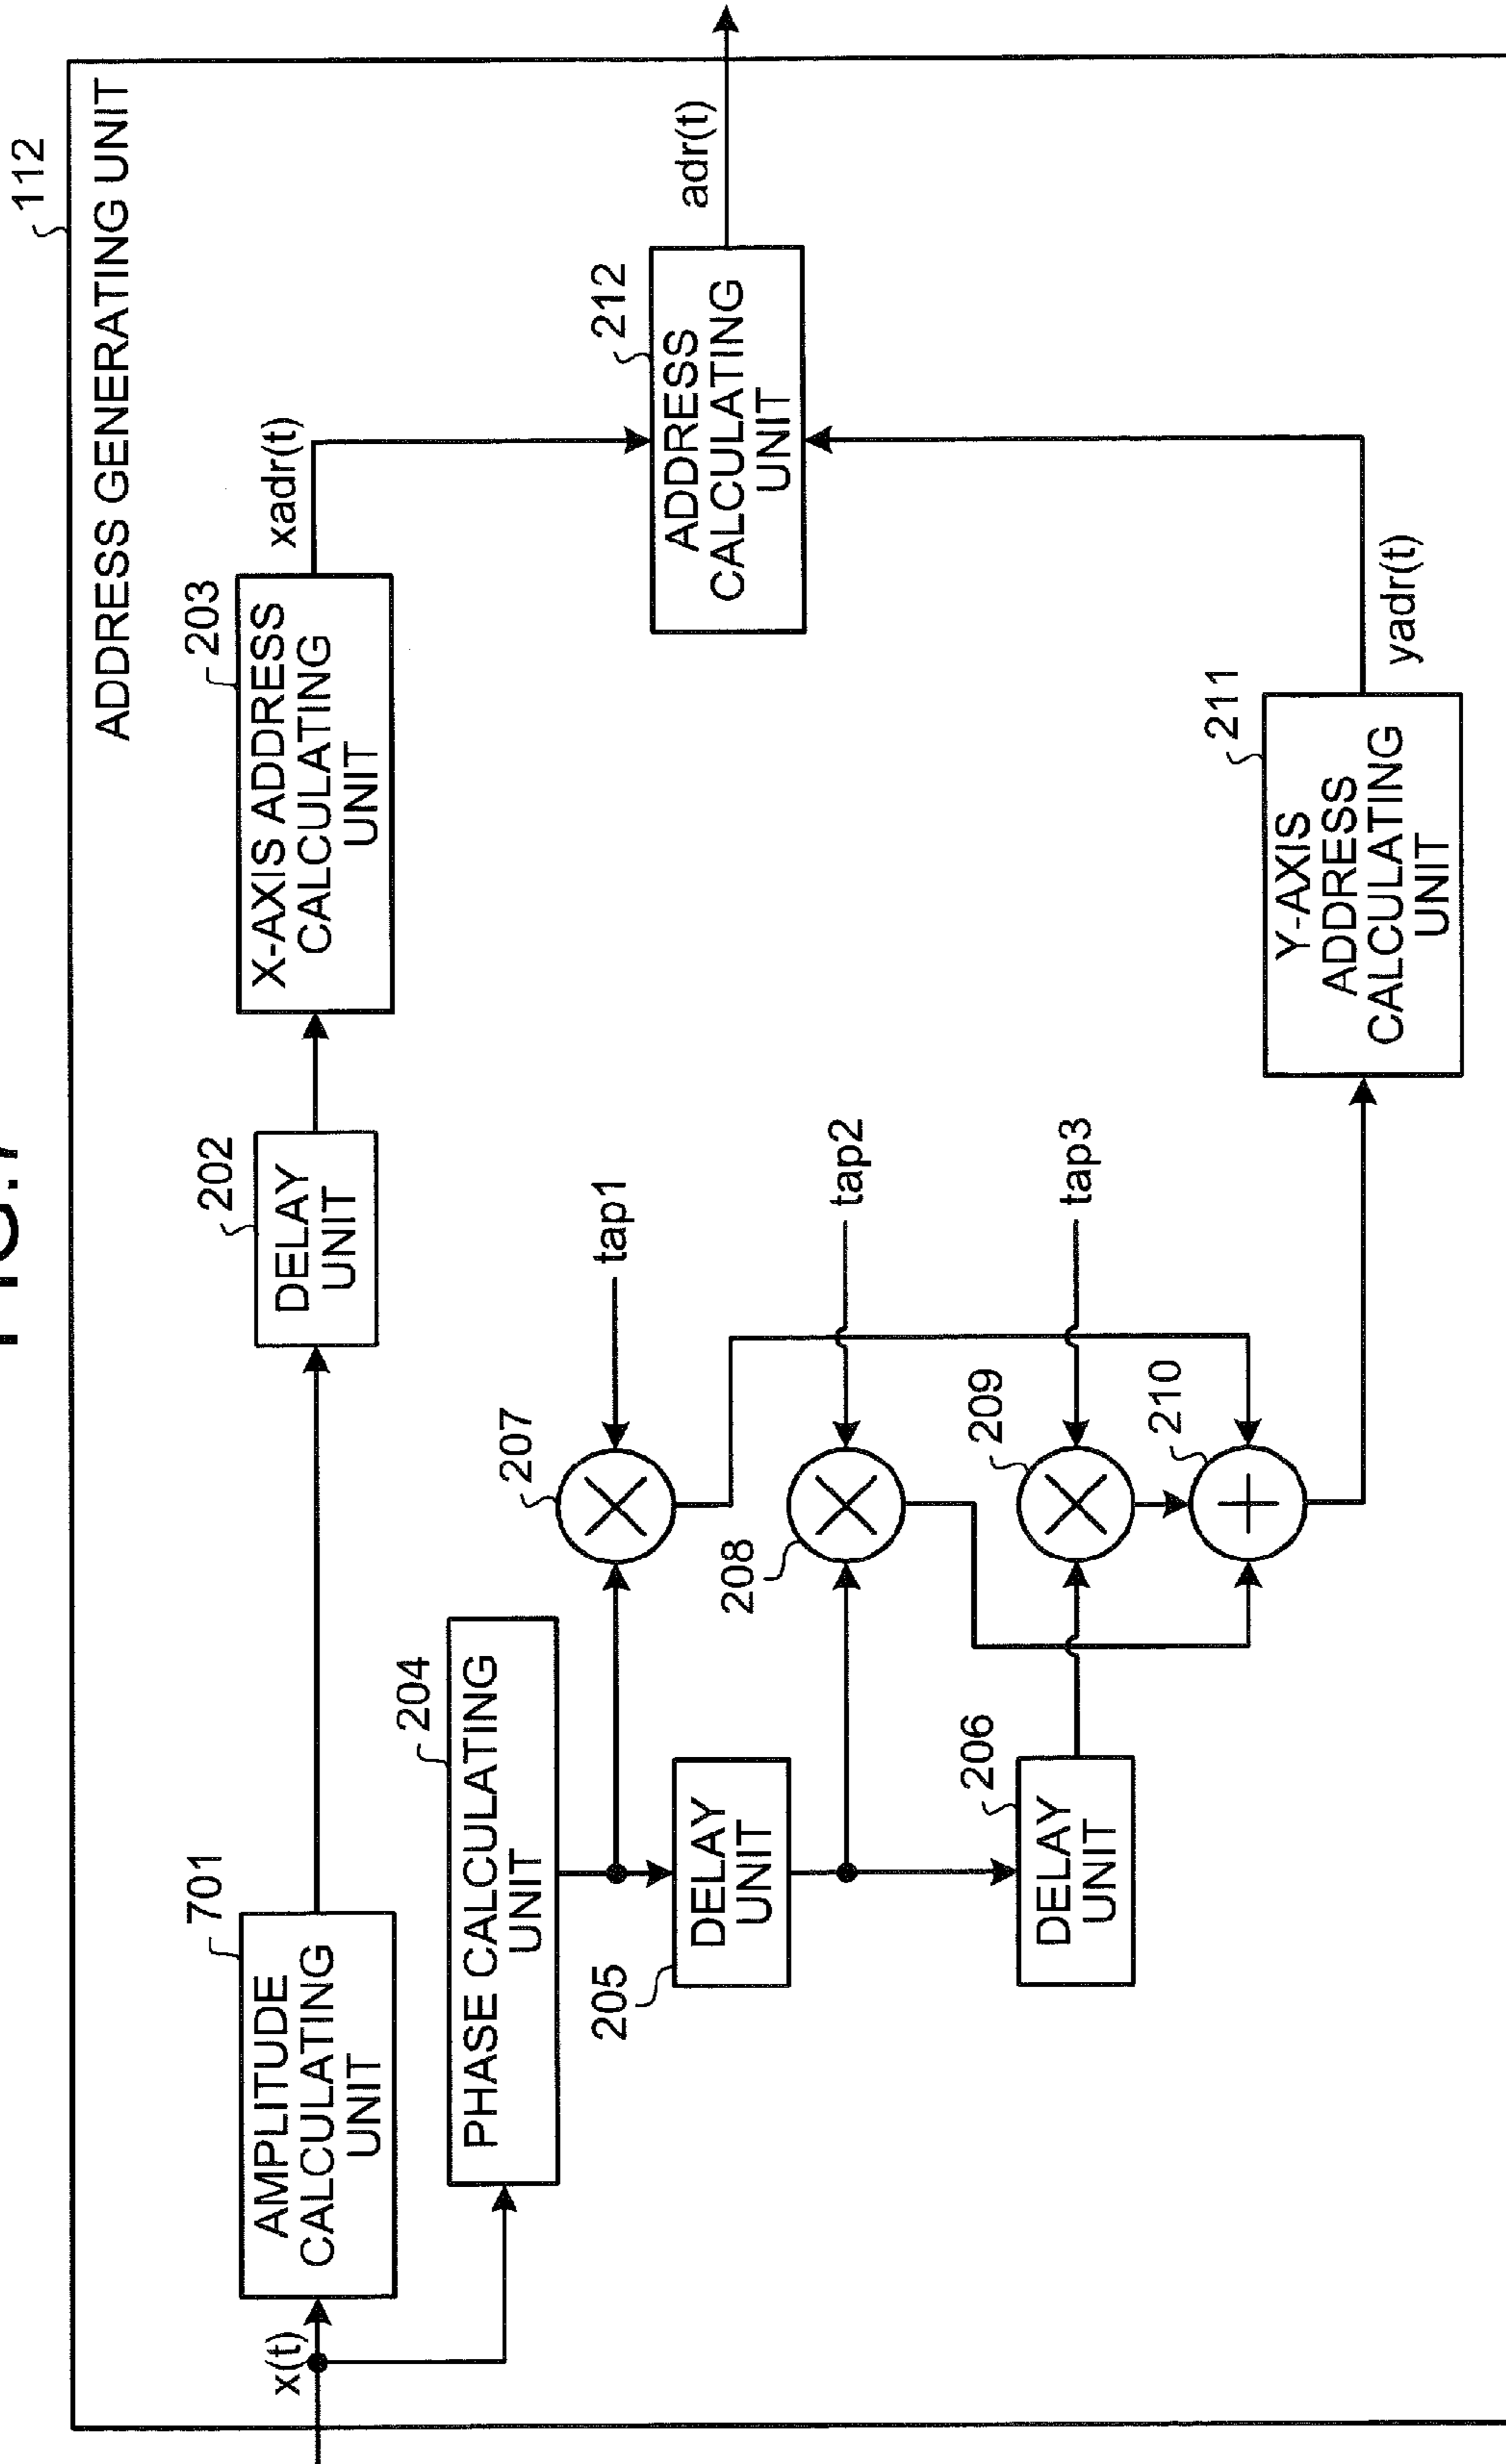 FIG.7
112
ADDRESS GENERATING UNIT
x(t)
701
AMPLITUDE
CALCULATING
UNIT
202
DELAY
UNIT
203
X-AXIS ADDRESS
CALCULATING
UNIT
xadr(t)
204
PHASE CALCULATING
UNIT
207
tap1
205
DELAY
UNIT
208
tap2
206
DELAY
UNIT
209
tap3
210
211
Y-AXIS
ADDRESS
CALCULATING
UNIT
yadr(t)
212
ADDRESS
CALCULATING
UNIT
adr(t)